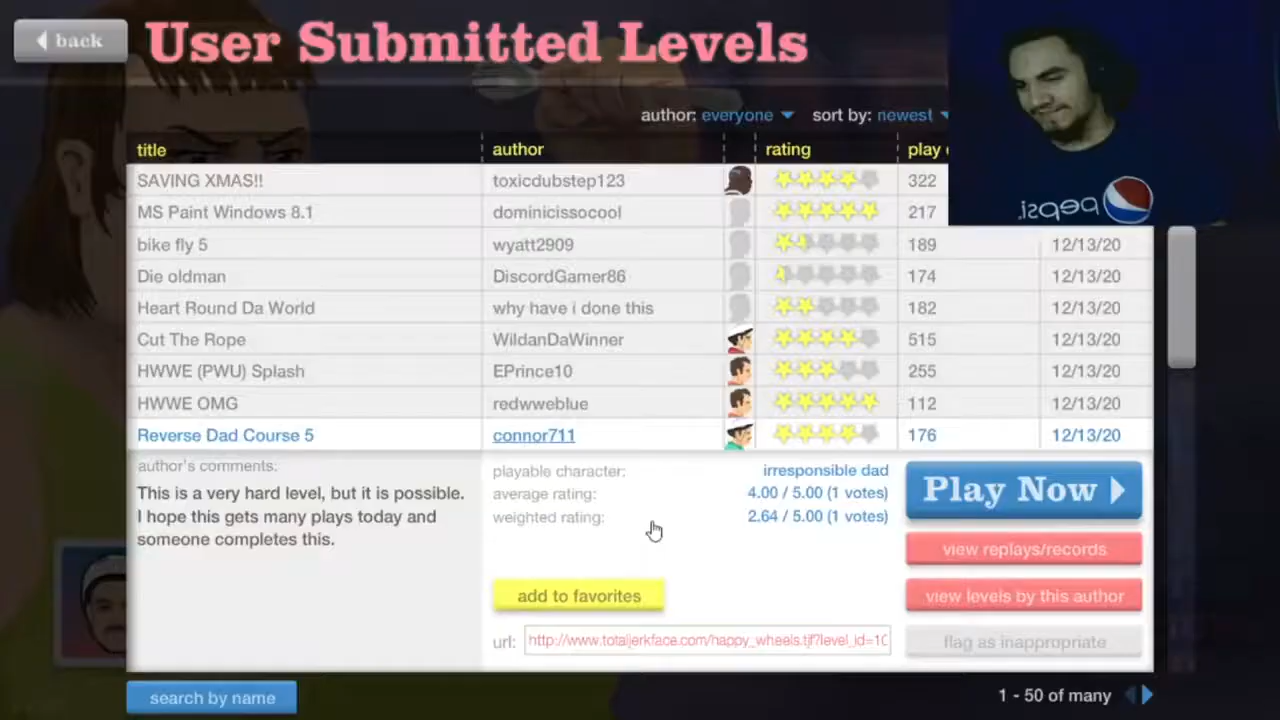 back
User Submitted Levels
author: everyone sort by: newest
title author rating play
SAVING XMAS!! toxicdubstep123 322
MS Paint Windows 8.1 dominicissocool 217
bike fly 5 wyatt2909 189 12/13/20
Die oldman DiscordGamer86 174 12/13/20
Heart Round Da World why have i done this 182 12/13/20
Cut The Rope WildanDaWinner 515 12/13/20
HWWE (PWU) Splash EPrince10 255 12/13/20
HWWE OMG redwweblue 112 12/13/20
Reverse Dad Course 5 connor711 176 12/13/20
author's comments:
This is a very hard level, but it is possible.
I hope this gets many plays today and
someone completes this.
playable character: irresponsible dad
average rating: 4.00 / 5.00 (1 votes)
weighted rating: 2.64 / 5.00 (1 votes)
add to favorites
url: http://www.totaljerkface.com/happy_wheels.tjf?level_id=10
Play Now
view replays/records
view levels by this author
flag as inappropriate
search by name
1 - 50 of many
pepsi.